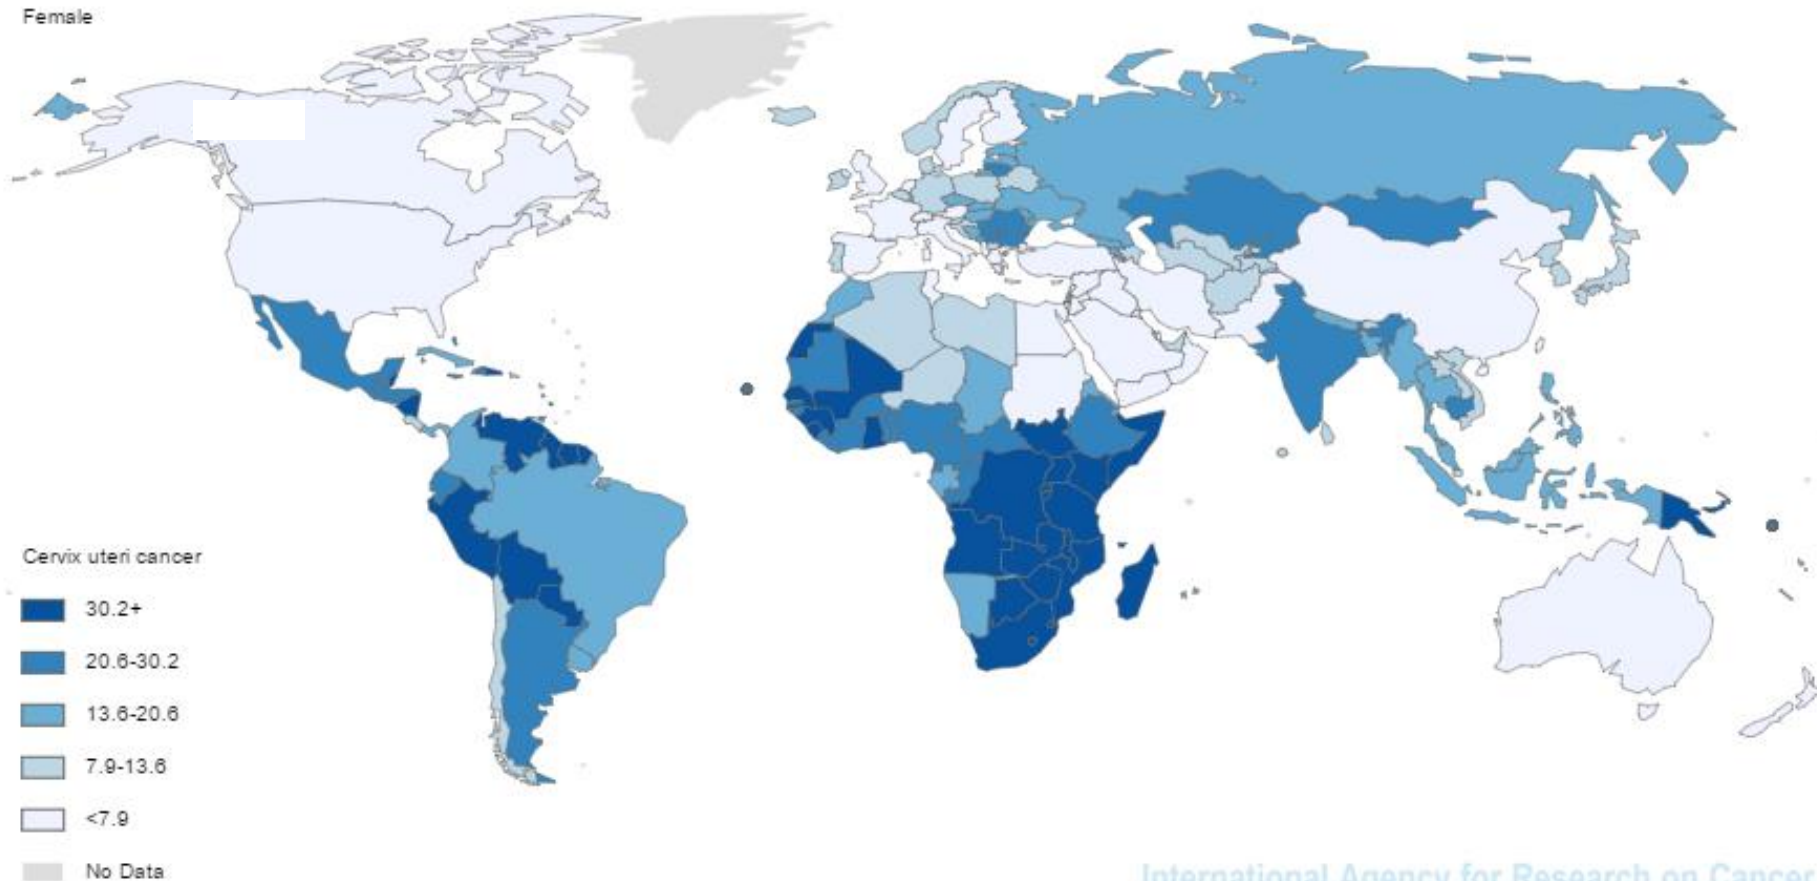 Female
Cervix uteri cancer
30.2+
20.6-30.2
13.6-20.6
7.9-13.6
<7.9
No Data
International Agency for Research on Cancer